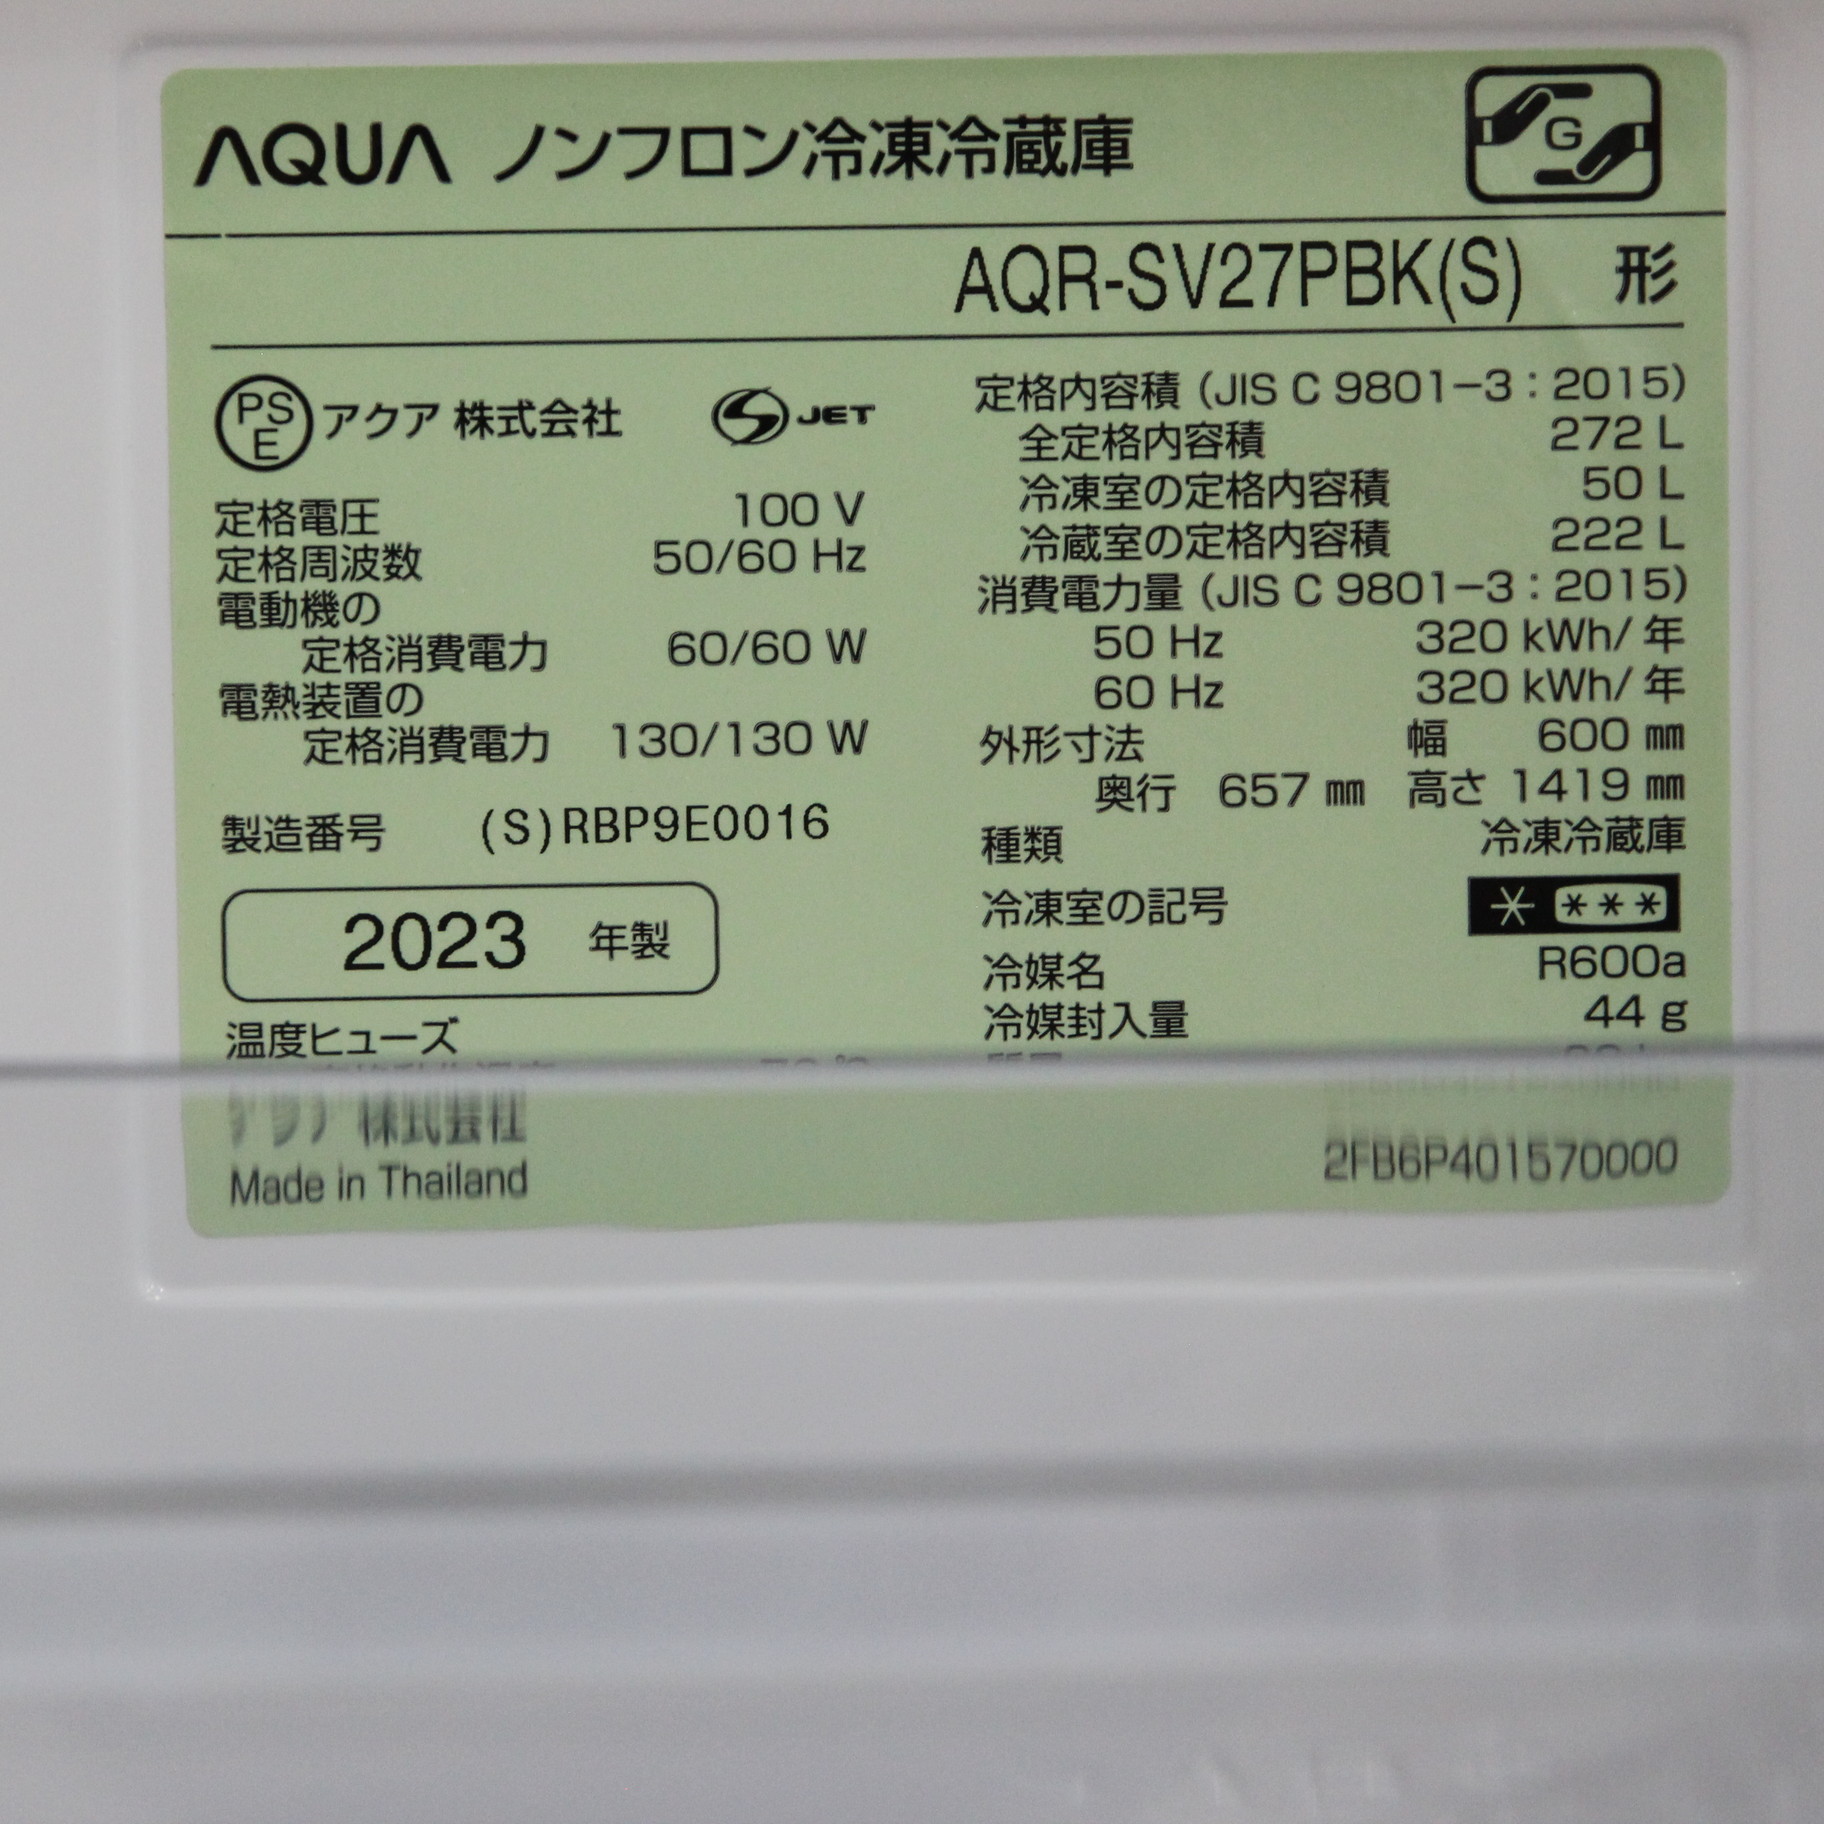 AQUA ノンフロン冷凍冷蔵庫
G
AQR-SV27PBK(S) 形
PS
E
アクア 株式会社
S JET
定格電圧 100 V
定格周波数 50/60 Hz
電動機の
定格消費電力 60/60 W
電熱装置の
定格消費電力 130/130 W
製造番号 (S)RBP9E0016
2023 年製
温度ヒューズ
定格内容積 (JIS C 9801-3:2015)
全定格内容積 272 L
冷凍室の定格内容積 50 L
冷蔵室の定格内容積 222 L
消費電力量 (JIS C 9801-3:2015)
50 Hz 320 kWh/年
60 Hz 320 kWh/年
外形寸法 幅 600 ㎜
奥行 657 ㎜ 高さ 1419 ㎜
種類 冷凍冷蔵庫
冷凍室の記号 * ***
冷媒名 R600a
冷媒封入量 44 g
アクア 株式会社
Made in Thailand
2FB6P401570000